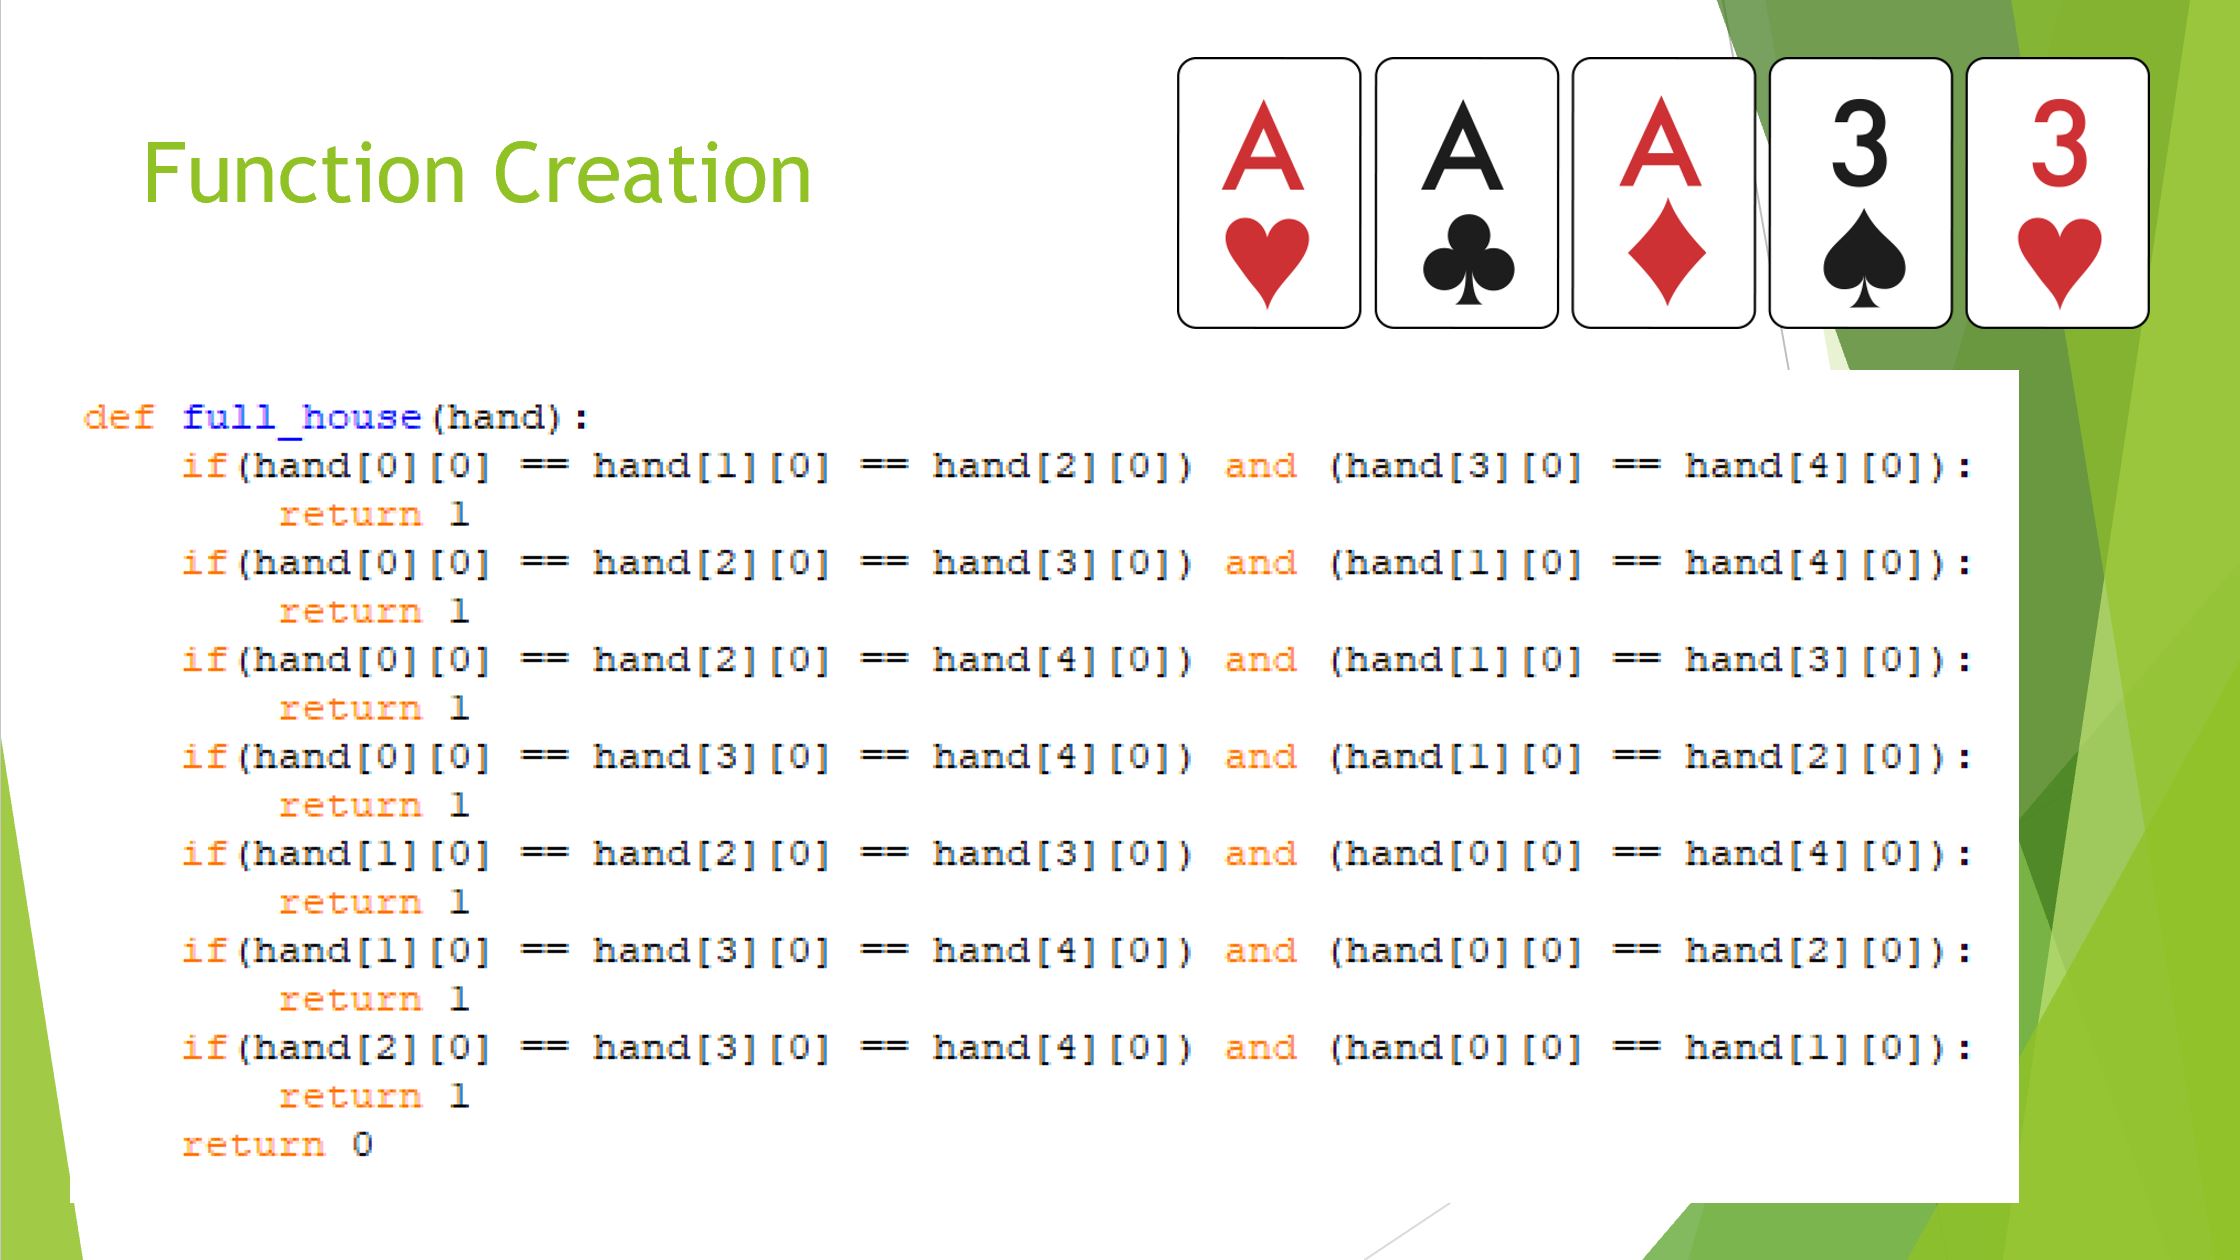 Function Creation
A A A 3 3
def full_house(hand):
    if(hand[0][0] == hand[1][0] == hand[2][0]) and (hand[3][0] == hand[4][0]):
        return 1
    if(hand[0][0] == hand[2][0] == hand[3][0]) and (hand[1][0] == hand[4][0]):
        return 1
    if(hand[0][0] == hand[2][0] == hand[4][0]) and (hand[1][0] == hand[3][0]):
        return 1
    if(hand[0][0] == hand[3][0] == hand[4][0]) and (hand[1][0] == hand[2][0]):
        return 1
    if(hand[1][0] == hand[2][0] == hand[3][0]) and (hand[0][0] == hand[4][0]):
        return 1
    if(hand[1][0] == hand[3][0] == hand[4][0]) and (hand[0][0] == hand[2][0]):
        return 1
    if(hand[2][0] == hand[3][0] == hand[4][0]) and (hand[0][0] == hand[1][0]):
        return 1
    return 0